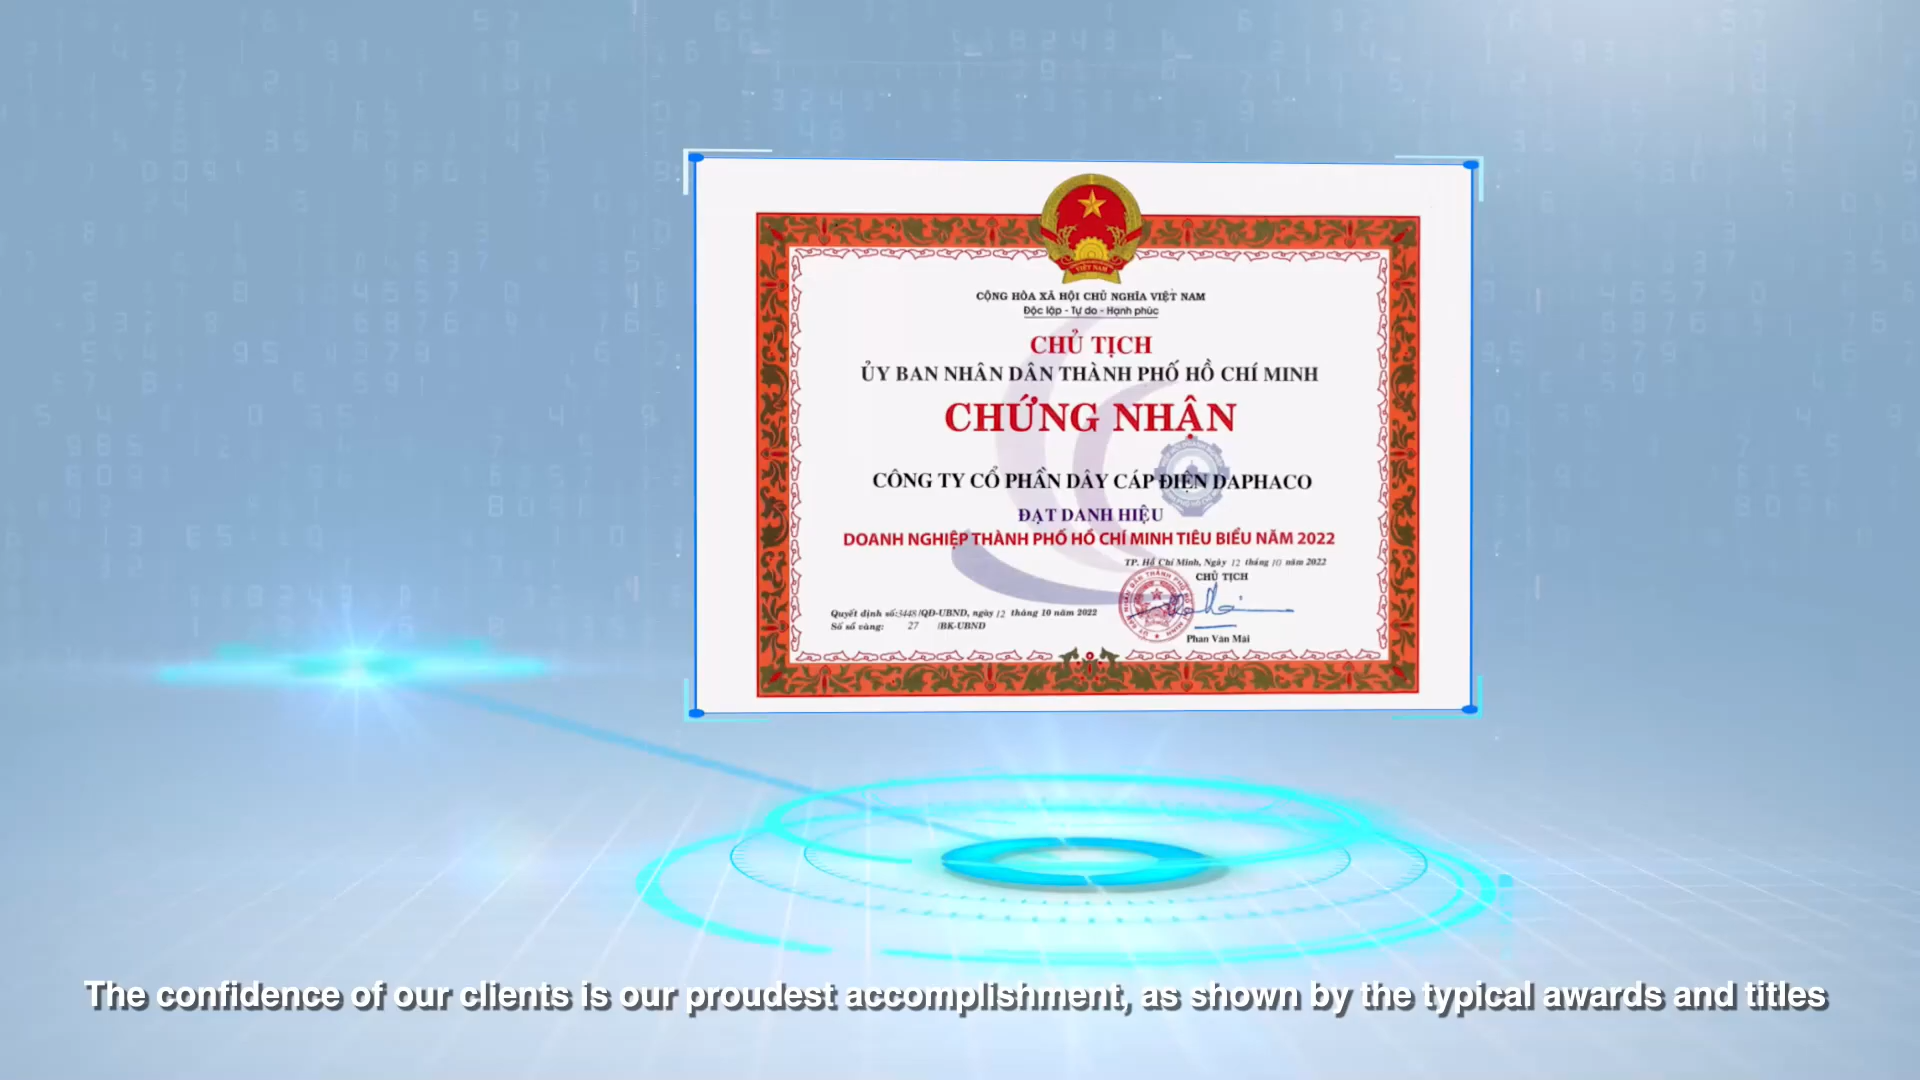 VIỆT NAM
CỘNG HÒA XÃ HỘI CHỦ NGHĨA VIỆT NAM
Độc lập - Tự do - Hạnh phúc
CHỦ TỊCH
ỦY BAN NHÂN DÂN THÀNH PHỐ HỒ CHÍ MINH
CHỨNG NHẬN
CÔNG TY CỔ PHẦN DÂY CÁP ĐIỆN DAPHACO
ĐẠT DANH HIỆU
DOANH NGHIỆP THÀNH PHỐ HỒ CHÍ MINH TIÊU BIỂU NĂM 2022
TP. Hồ Chí Minh, Ngày 12 tháng 10 năm 2022
CHỦ TỊCH
Quyết định số:3448/QĐ-UBND, ngày 12 tháng 10 năm 2022
Số sổ vàng: 27 /BK-UBND
Phan Văn Mãi
The confidence of our clients is our proudest accomplishment, as shown by the typical awards and titles